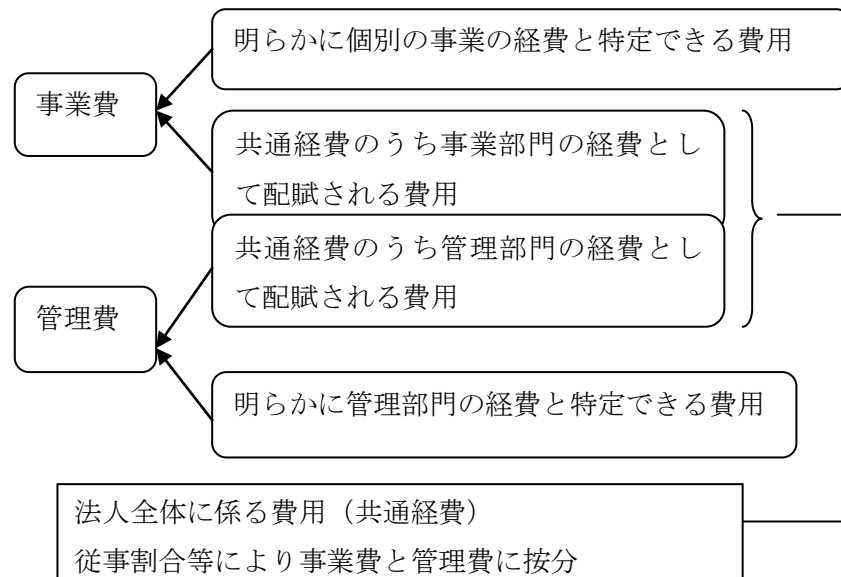 明らかに個別の事業の経費と特定できる費用
事業費
共通経費のうち事業部門の経費とし
て配賦される費用
共通経費のうち管理部門の経費とし
て配賦される費用
管理費
明らかに管理部門の経費と特定できる費用
法人全体に係る費用（共通経費）
従事割合等により事業費と管理費に按分